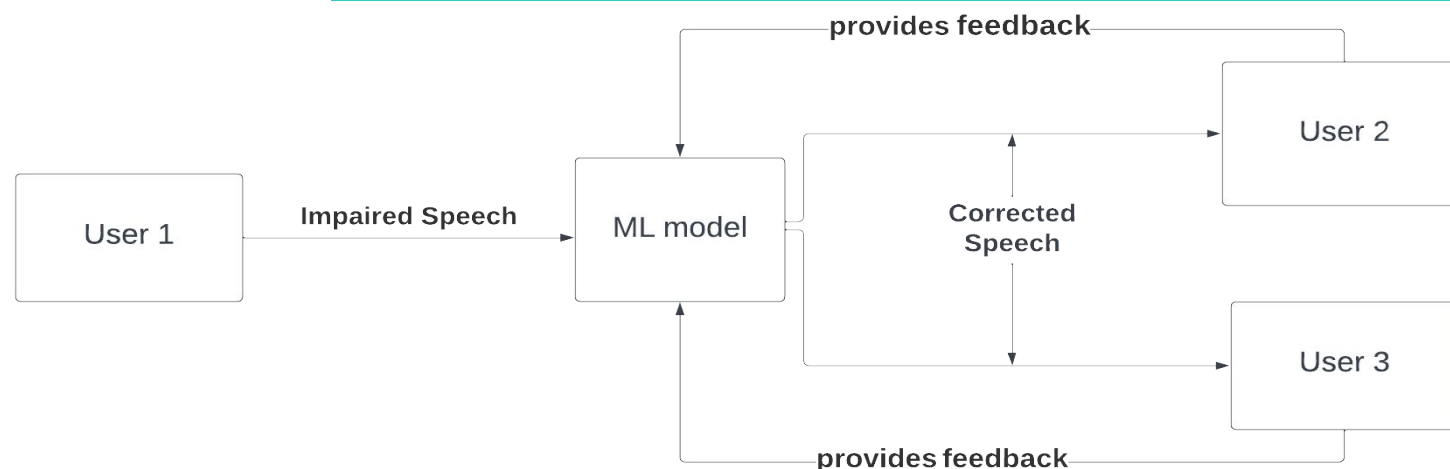 provides feedback
User 2
Impaired Speech
User 1
ML model
Corrected
Speech
User 3
provides feedback